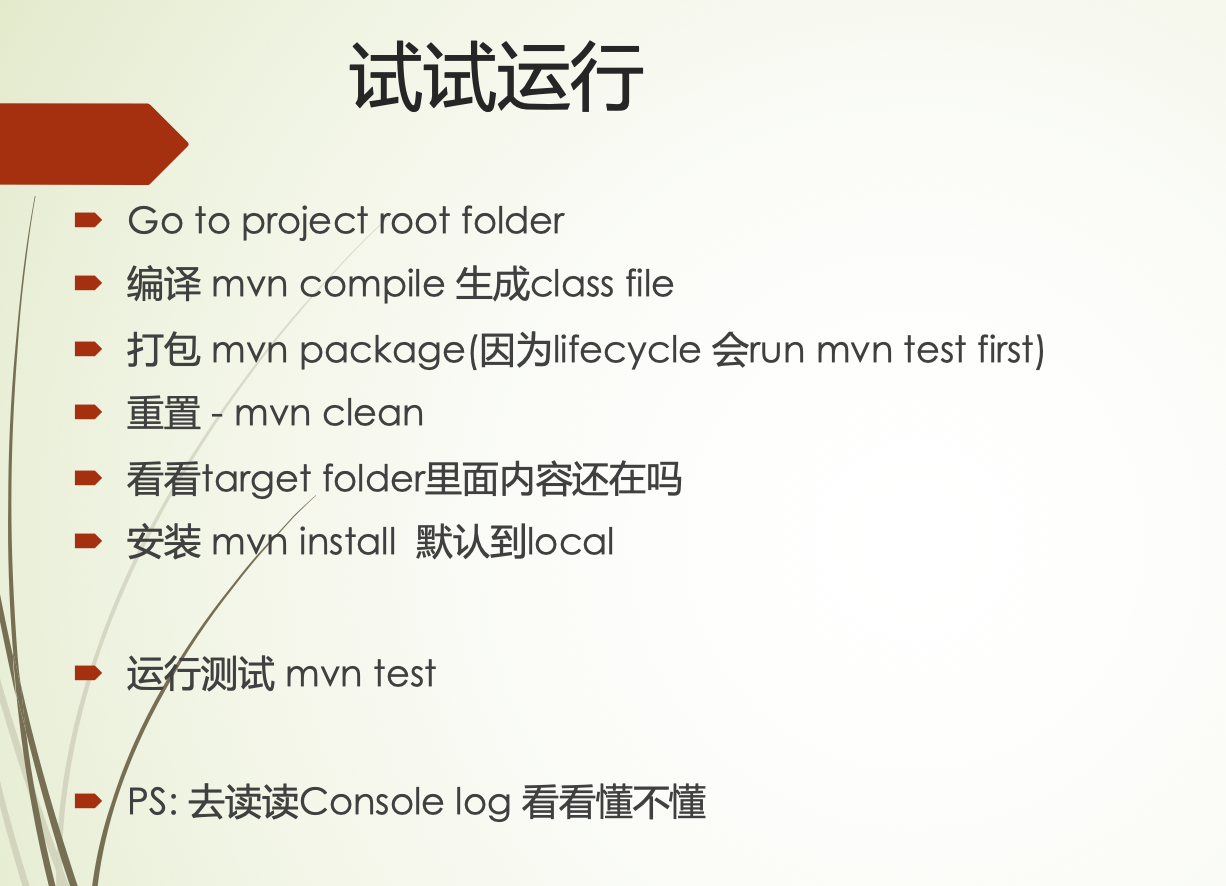 试试运行
Go to project root folder
编译 mvn compile 生成class file
打包 mvn package(因为lifecycle 会run mvn test first)
重置 - mvn clean
看看target folder里面内容还在吗
安装 mvn install 默认到local
运行测试 mvn test
PS: 去读读Console log 看看懂不懂